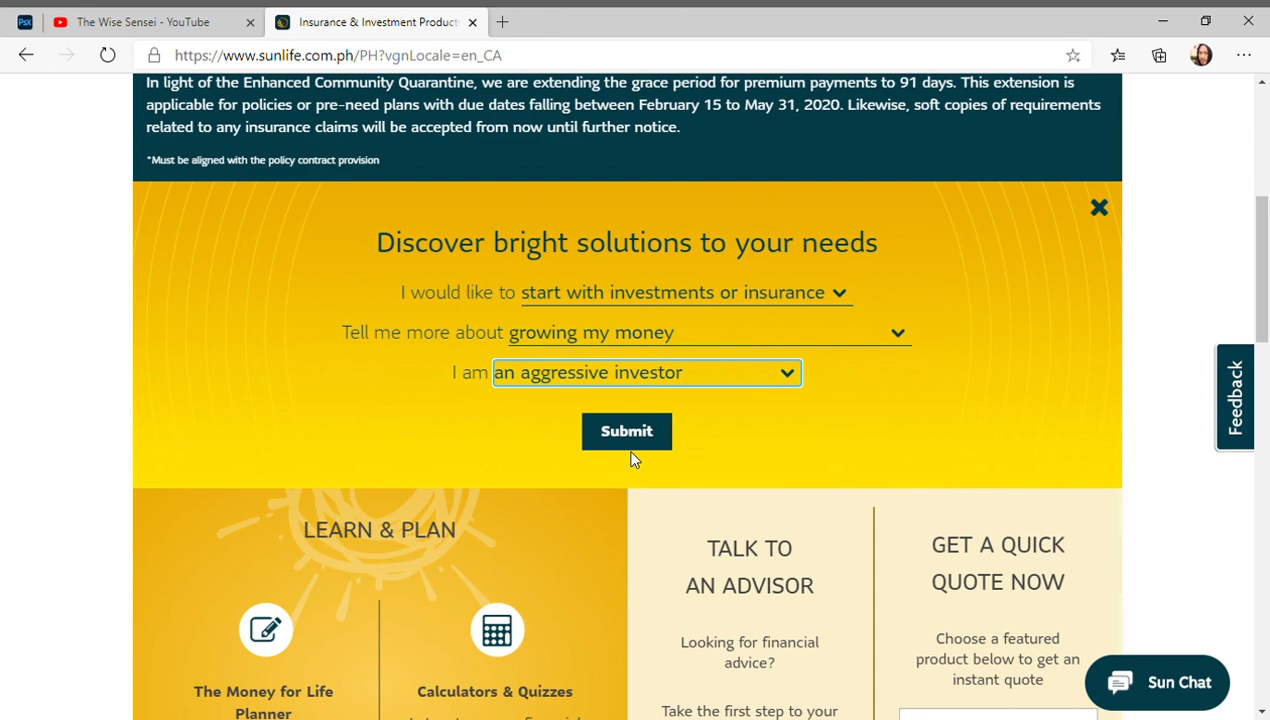 PsX
The Wise Sensei - YouTube
Insurance & Investment Products
https://www.sunlife.com.ph/PH?vgnLocale=en_CA
In light of the Enhanced Community Quarantine, we are extending the grace period for premium payments to 91 days. This extension is
applicable for policies or pre-need plans with due dates falling between February 15 to May 31, 2020. Likewise, soft copies of requirements
related to any insurance claims will be accepted from now until further notice.
*Must be aligned with the policy contract provision
Discover bright solutions to your needs
I would like to start with investments or insurance
Tell me more about growing my money
I am an aggressive investor
Submit
Feedback
LEARN & PLAN
The Money for Life
Planner
Calculators & Quizzes
TALK TO
AN ADVISOR
Looking for financial
advice?
Take the first step to your
GET A QUICK
QUOTE NOW
Choose a featured
product below to get an
instant quote
Sun Chat